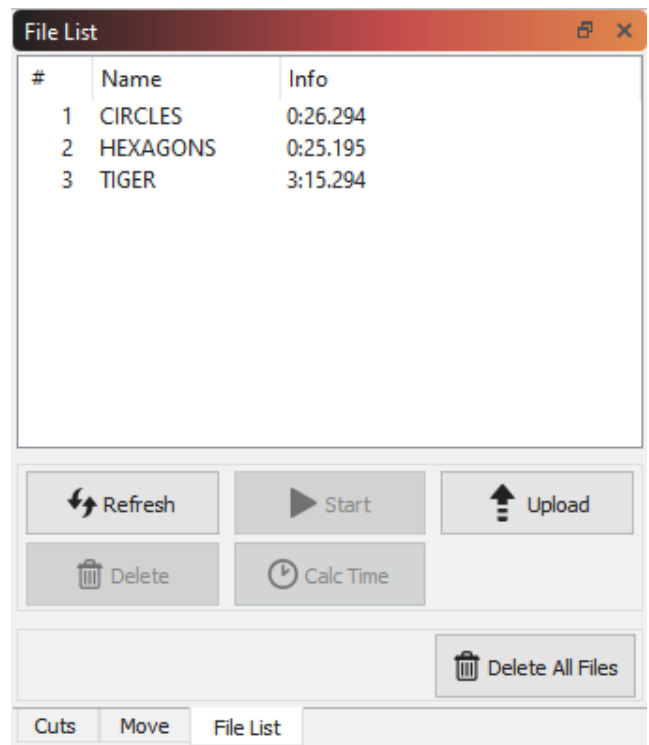 File List
# Name Info
1 CIRCLES 0:26.294
2 HEXAGONS 0:25.195
3 TIGER 3:15.294
Refresh Start Upload
Delete Calc Time
Delete All Files
Cuts Move File List